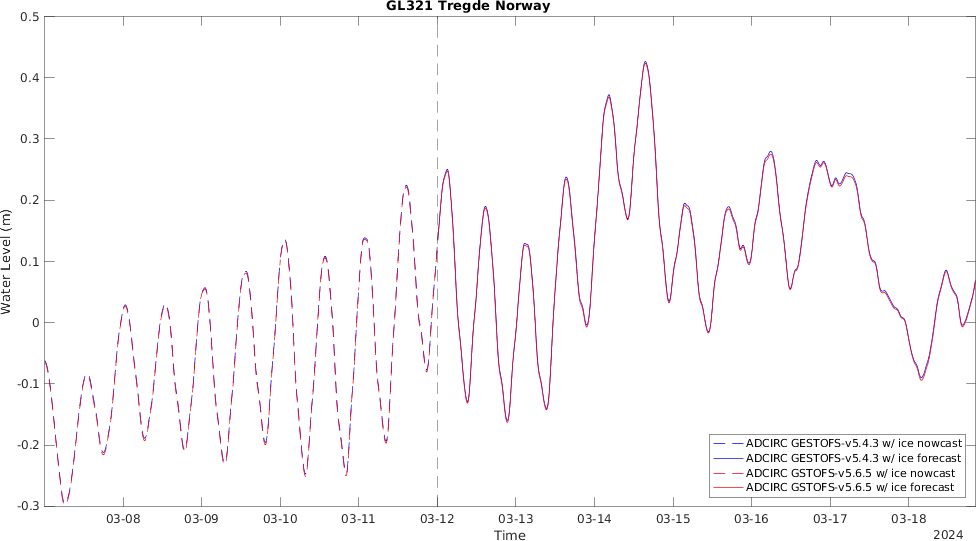 GL321 Tregde Norway
0.5
0.4
0.3
0.2
0.1
0
-0.1
-0.2
-0.3
Water Level (m)
ADCIRC GESTOFS-v5.4.3 w/ ice nowcast
ADCIRC GESTOFS-v5.4.3 w/ ice forecast
ADCIRC GSTOFS-v5.6.5 w/ ice nowcast
ADCIRC GSTOFS-v5.6.5 w/ ice forecast
03-08 03-09 03-10 03-11 03-12 03-13 03-14 03-15 03-16 03-17 03-18
Time
2024